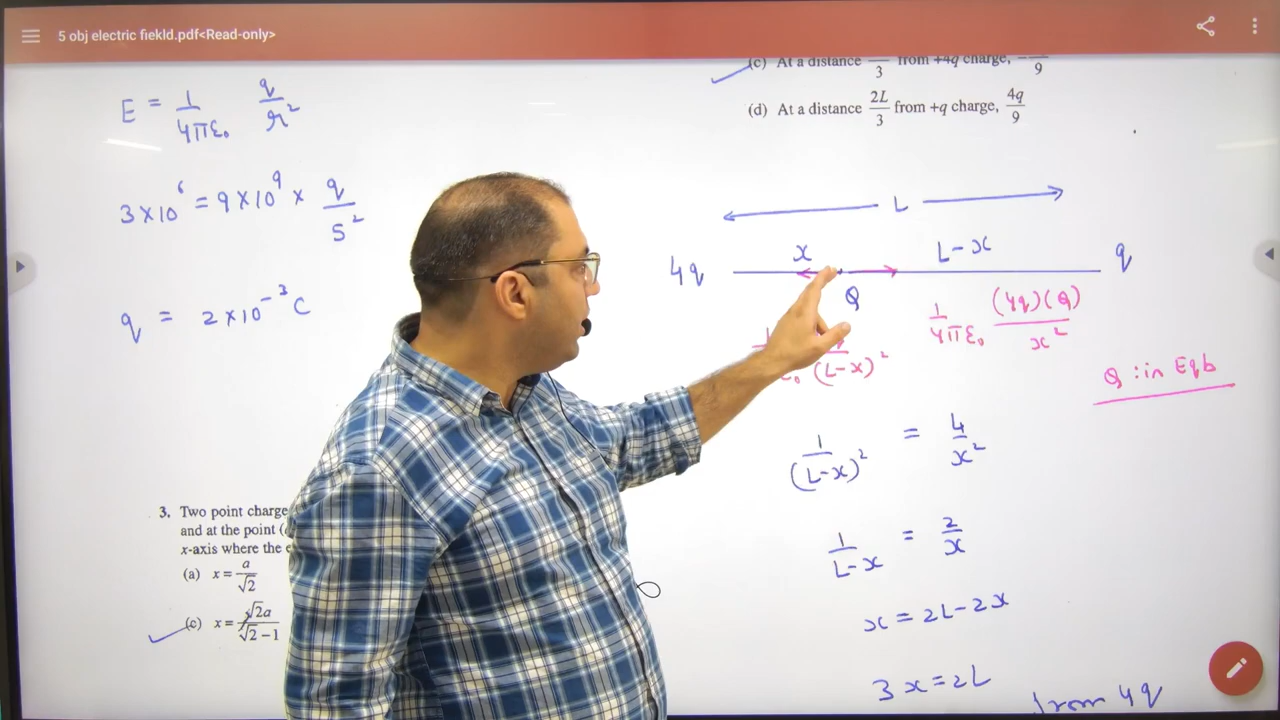 5 obj electric fiekld.pdf<Read-only>
E = 1/4πε₀ q/r²
3×10⁶ = 9×10⁹ × q/5²
q = 2×10⁻³ C
3. Two point charge
and at the point (
x-axis where the
(a) x = a/√2
(c) x = √2a/√2−1
(c) At a distance /3 from +4q charge, /9
(d) At a distance 2L/3 from +q charge, 4q/9
L
4q x L−x q
Q
(L−x)²
1/4πε₀ (4q)(Q)/x²
Q : in Eqb
1/(L−x)² = 4/x²
1/L−x = 2/x
x = 2L−2x
3x = 2L
from 4q